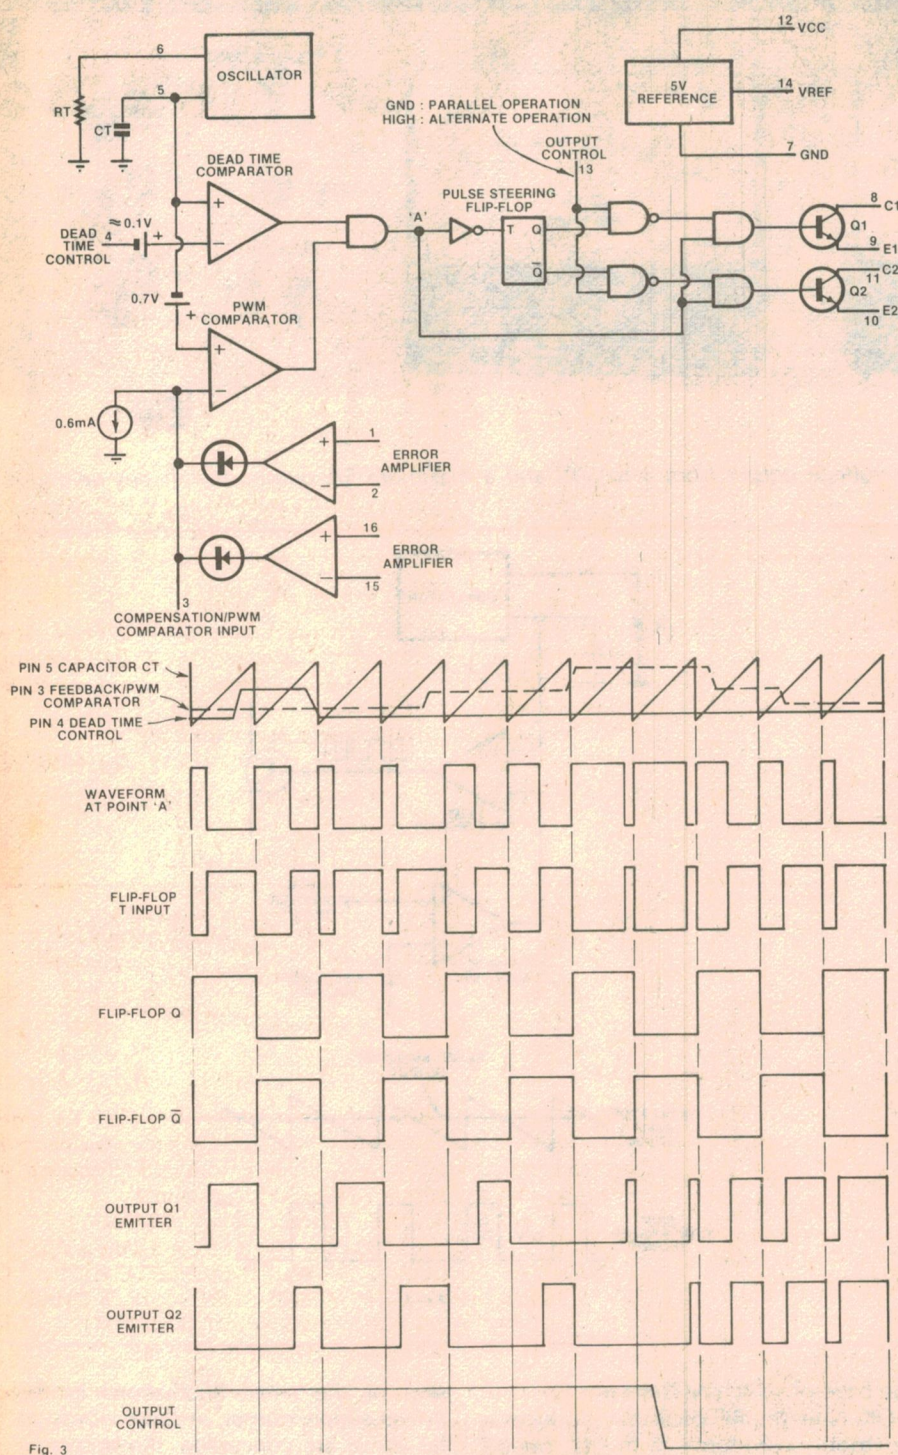 12 VCC
6
OSCILLATOR
5V
REFERENCE
14 VREF
5
RT
CT
GND : PARALLEL OPERATION
HIGH : ALTERNATE OPERATION
OUTPUT
CONTROL
13
7 GND
DEAD TIME
COMPARATOR
PULSE STEERING
FLIP-FLOP
8 C1
≈0.1V
+
'A'
T Q
Q1
DEAD
TIME 4
CONTROL
+
−
Q̅
9 E1
C2
11
0.7V
+
PWM
COMPARATOR
Q2
E2
10
+
−
0.6mA
1
+
ERROR
AMPLIFIER
−
2
16
+
ERROR
AMPLIFIER
−
15
3
COMPENSATION/PWM
COMPARATOR INPUT
PIN 5 CAPACITOR CT
PIN 3 FEEDBACK/PWM
COMPARATOR
PIN 4 DEAD TIME
CONTROL
WAVEFORM
AT POINT 'A'
FLIP-FLOP
T INPUT
FLIP-FLOP Q
FLIP-FLOP Q̅
OUTPUT Q1
EMITTER
OUTPUT Q2
EMITTER
OUTPUT
CONTROL
Fig. 3